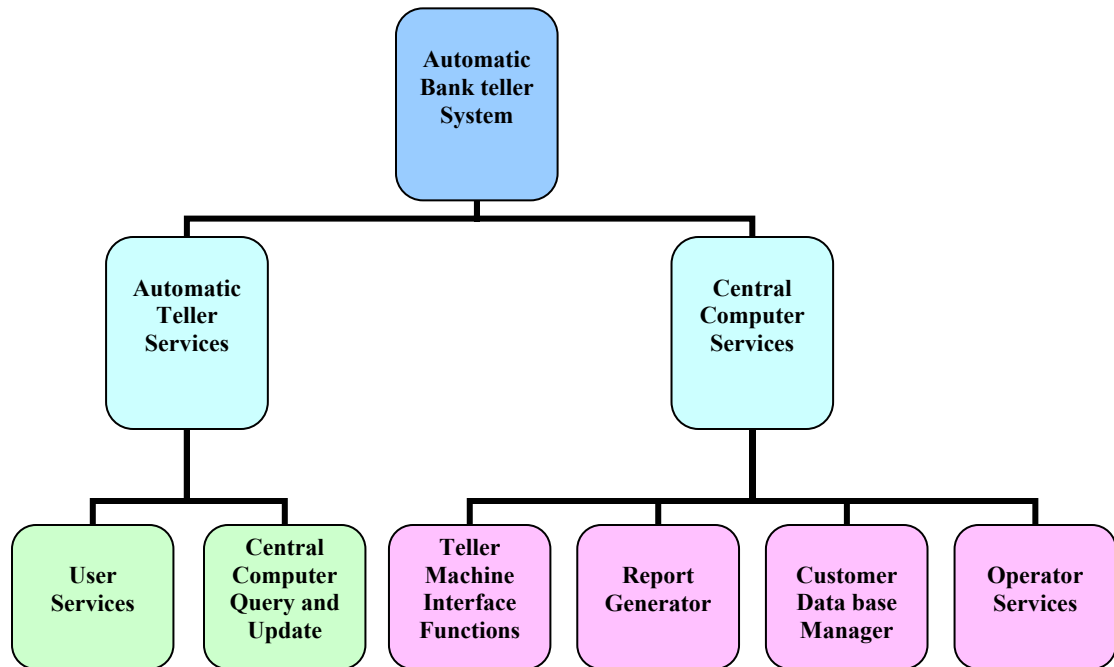 Automatic
Bank teller
System
Automatic
Teller
Services
Central
Computer
Services
User
Services
Central
Computer
Query and
Update
Teller
Machine
Interface
Functions
Report
Generator
Customer
Data base
Manager
Operator
Services